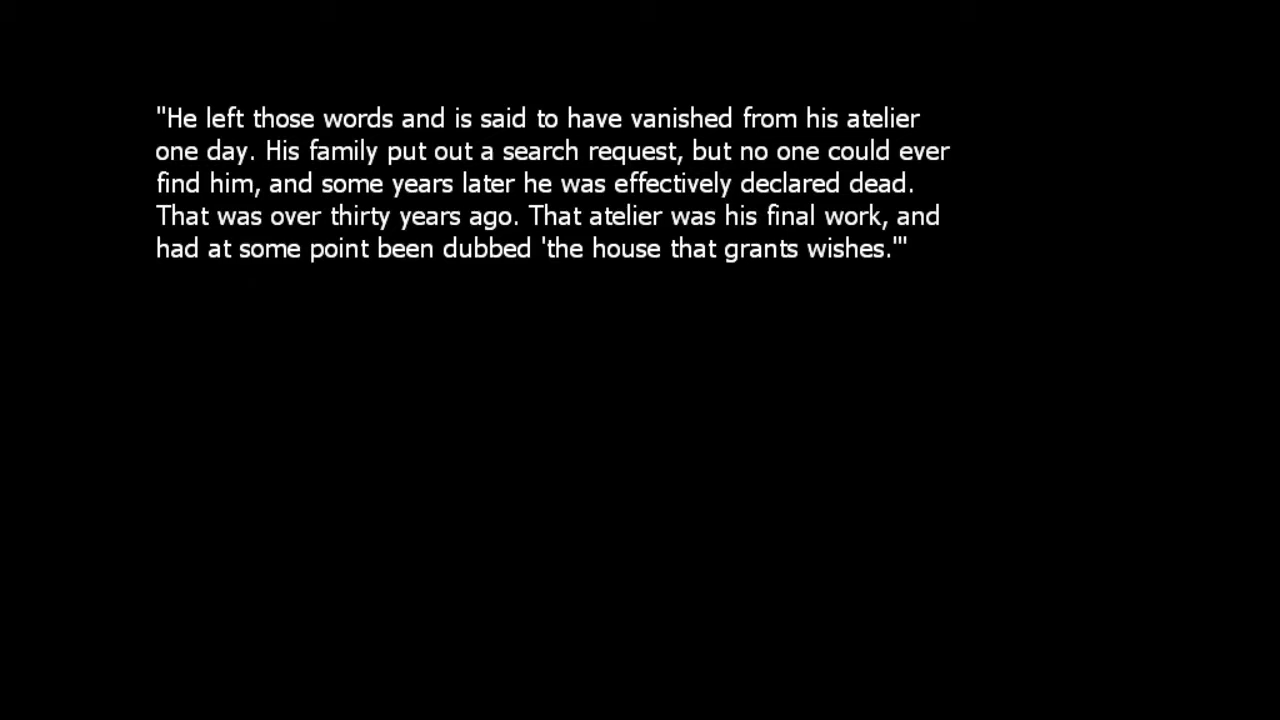 "He left those words and is said to have vanished from his atelier
one day. His family put out a search request, but no one could ever
find him, and some years later he was effectively declared dead.
That was over thirty years ago. That atelier was his final work, and
had at some point been dubbed 'the house that grants wishes.'"